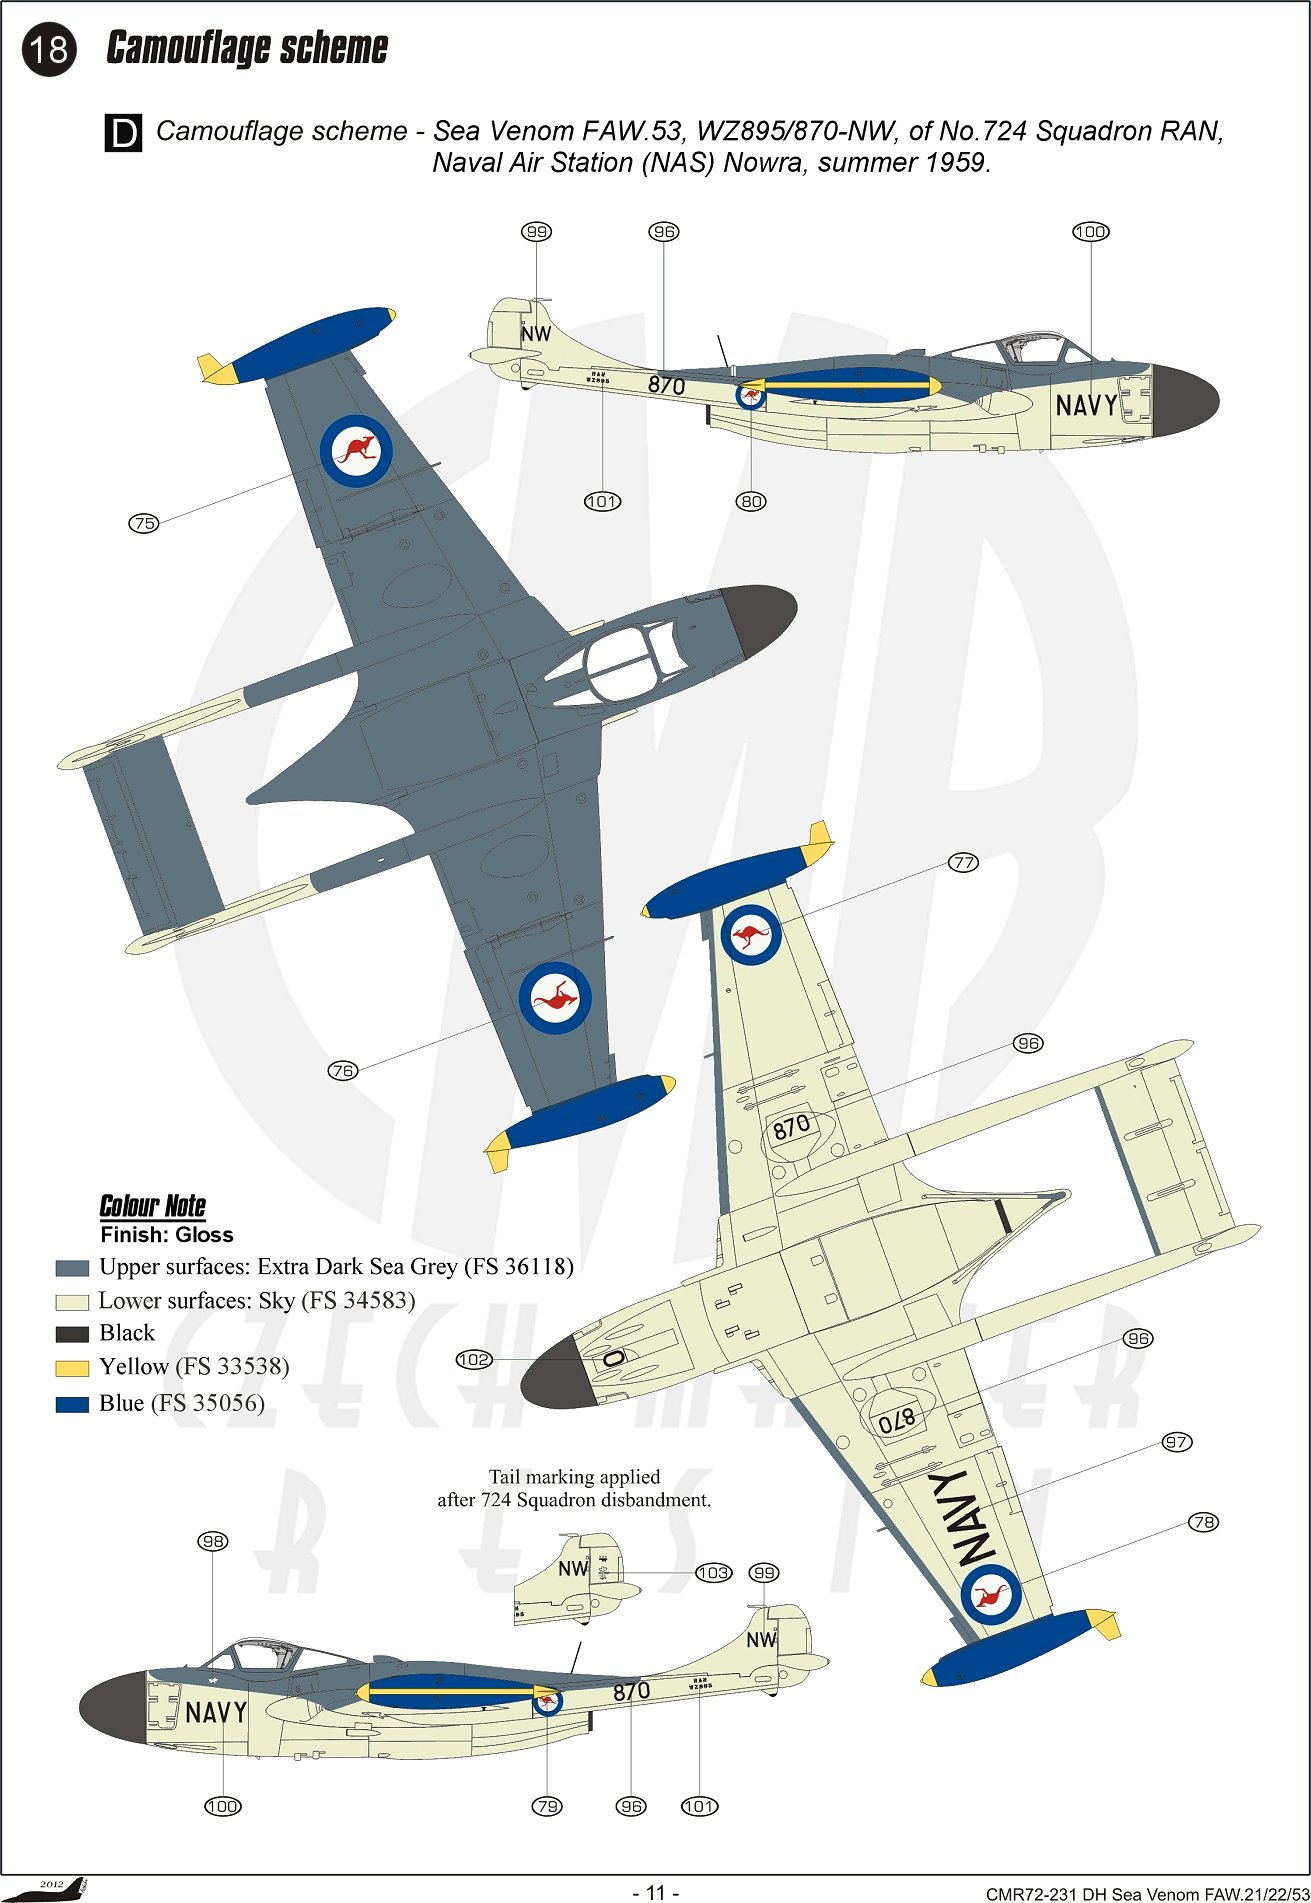 18 Camouflage scheme
D Camouflage scheme - Sea Venom FAW.53, WZ895/870-NW, of No.724 Squadron RAN,
Naval Air Station (NAS) Nowra, summer 1959.
99 96 100
NW
RAN
WZ895
870
NAVY
101 80
75
77
76
96
870
Colour Note
Finish: Gloss
Upper surfaces: Extra Dark Sea Grey (FS 36118)
Lower surfaces: Sky (FS 34583)
Black
Yellow (FS 33538)
Blue (FS 35056)
102
0
96
870
97
NAVY
78
CMR
CZECH MASTER
RESIN
Tail marking applied
after 724 Squadron disbandment.
98
NW
103 99
NW
RAN
WZ895
870
NAVY
100 79 96 101
2012
- 11 -
CMR72-231 DH Sea Venom FAW.21/22/53